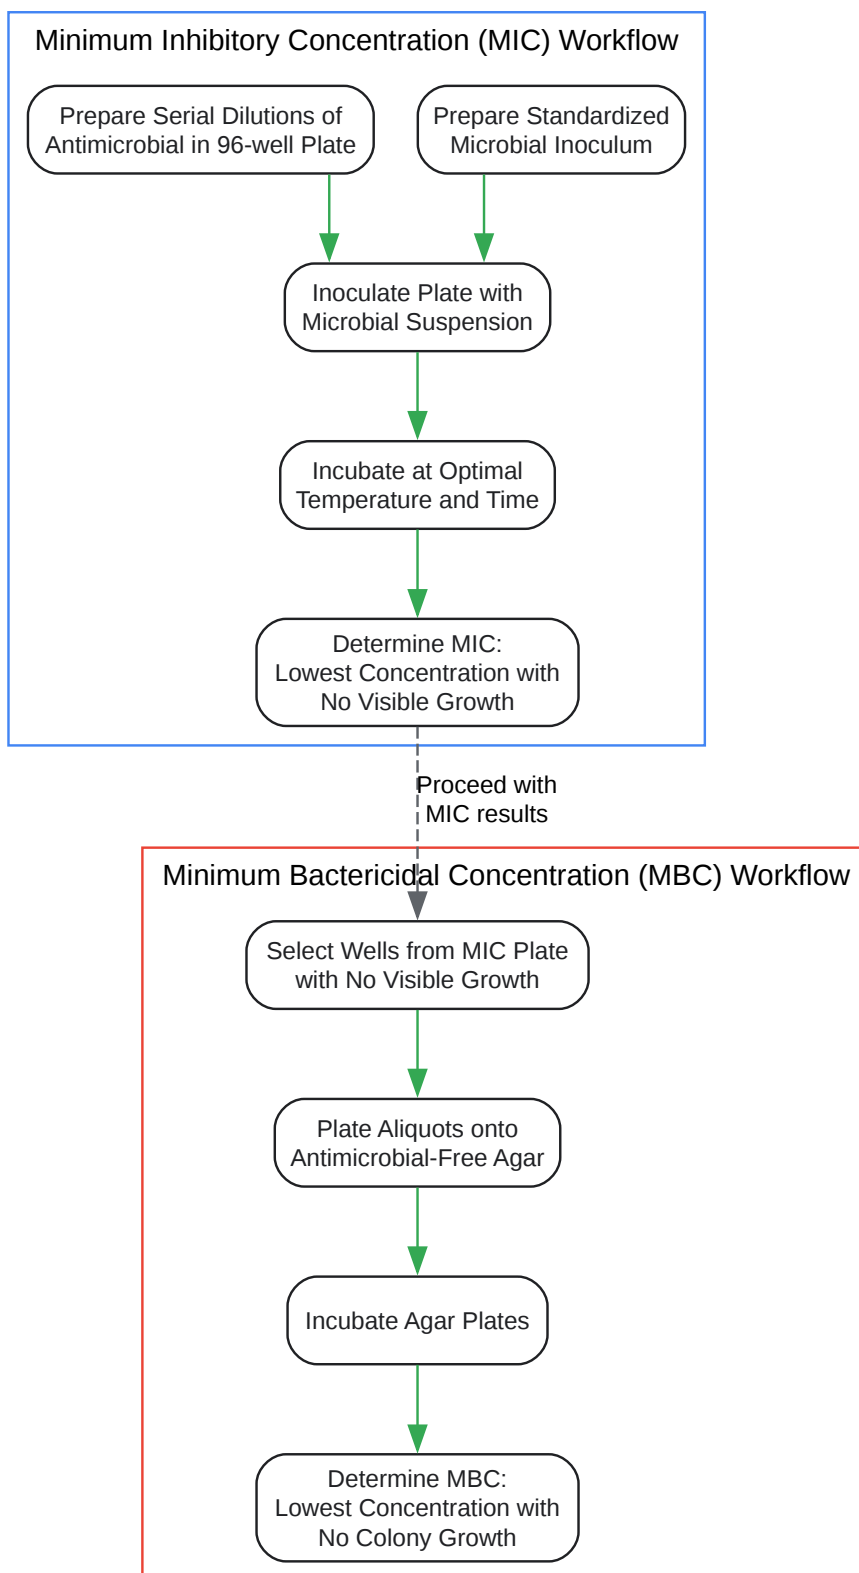 Minimum Inhibitory Concentration (MIC) Workflow
Prepare Serial Dilutions of
Antimicrobial in 96-well Plate
Prepare Standardized
Microbial Inoculum
Inoculate Plate with
Microbial Suspension
Incubate at Optimal
Temperature and Time
Determine MIC:
Lowest Concentration with
No Visible Growth
Proceed with
MIC results
Minimum Bactericidal Concentration (MBC) Workflow
Select Wells from MIC Plate
with No Visible Growth
Plate Aliquots onto
Antimicrobial-Free Agar
Incubate Agar Plates
Determine MBC:
Lowest Concentration with
No Colony Growth